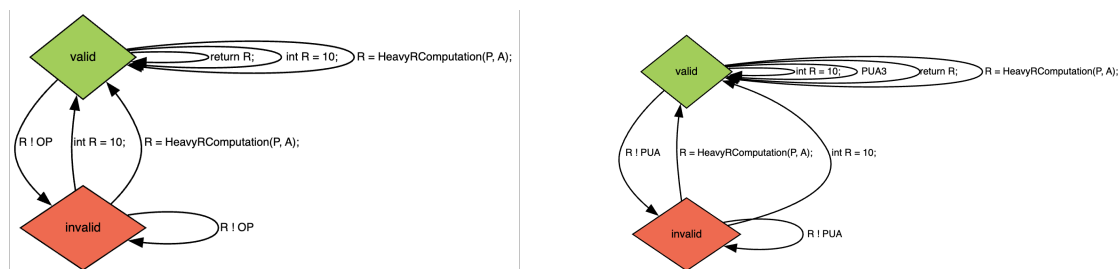 valid
return R;
int R = 10;
R = HeavyRComputation(P, A);
R ! OP
int R = 10;
R = HeavyRComputation(P, A);
invalid
R ! OP
valid
int R = 10;
PUA3
return R;
R = HeavyRComputation(P, A);
R ! PUA
R = HeavyRComputation(P, A);
int R = 10;
invalid
R ! PUA